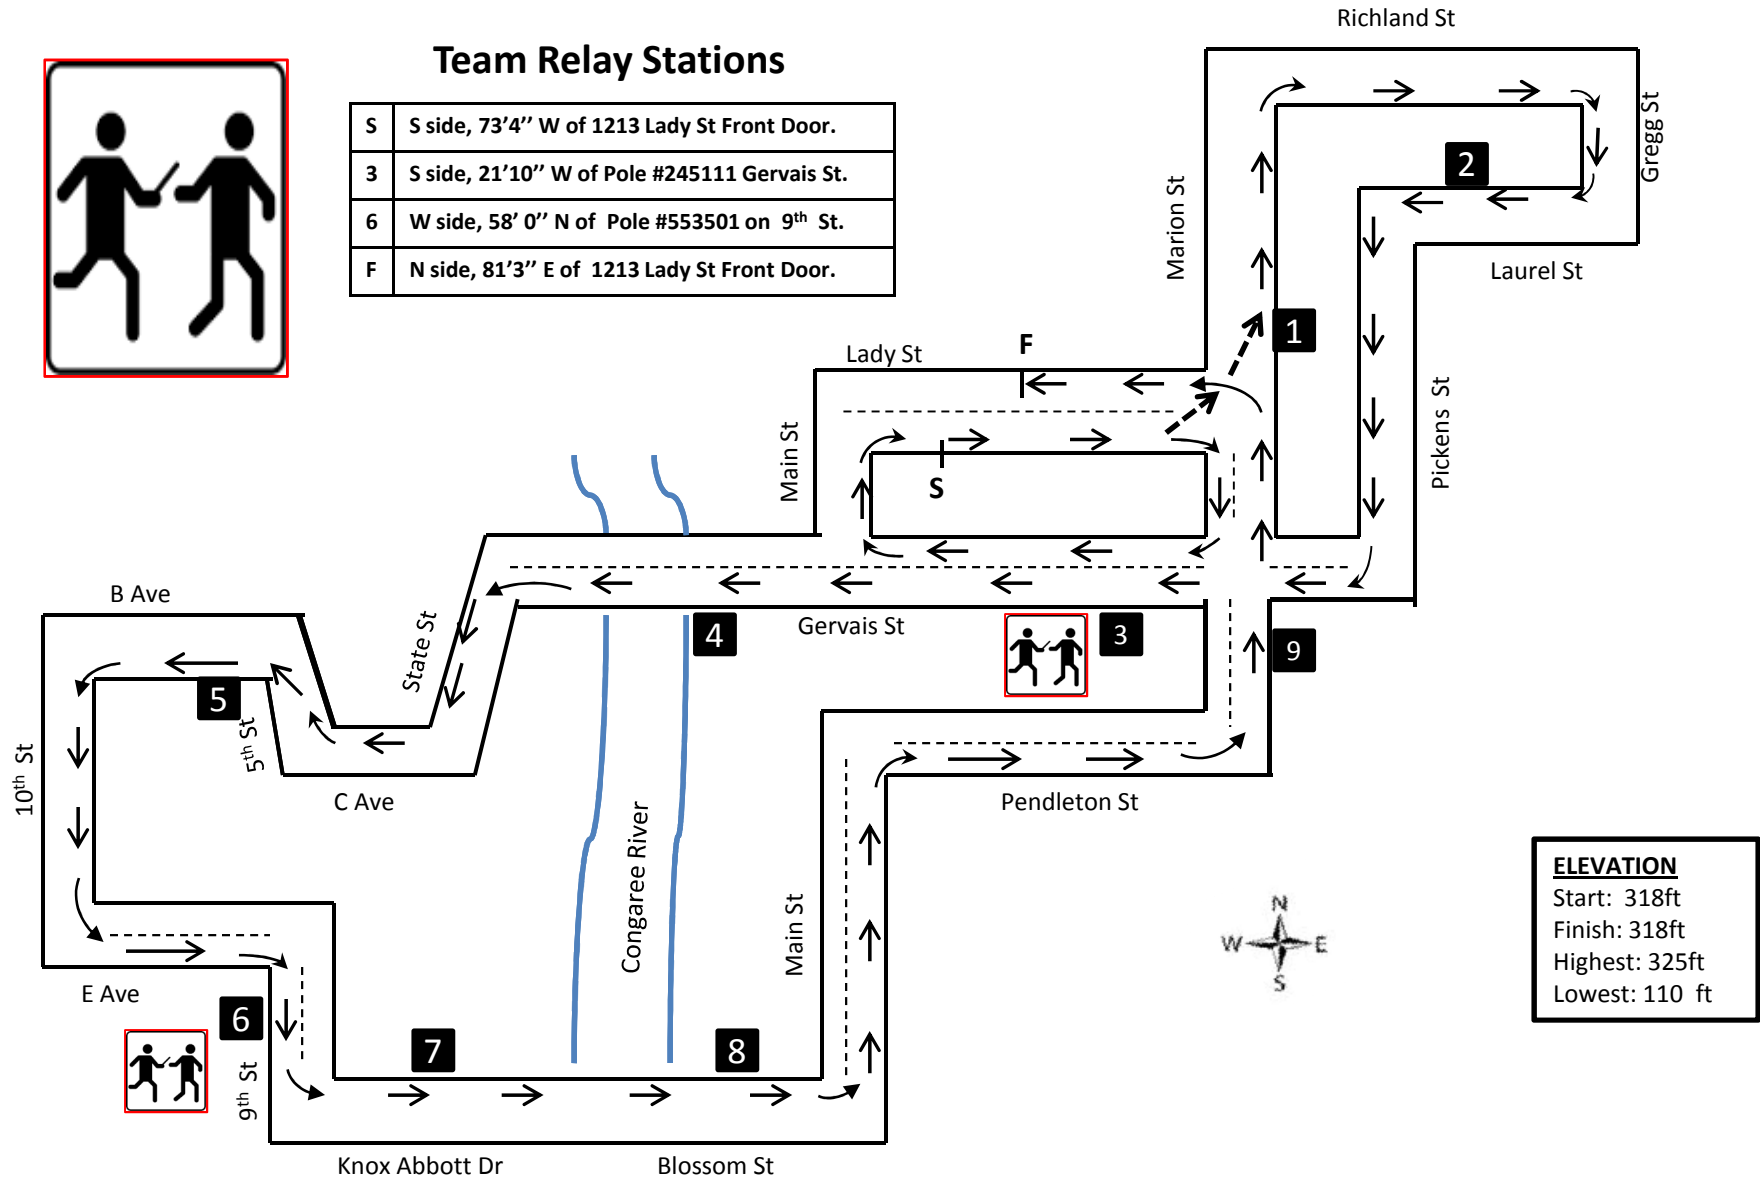 Richland St
Team Relay Stations
S S side, 73’4’’ W of 1213 Lady St Front Door.
3 S side, 21’10’’ W of Pole #245111 Gervais St.
6 W side, 58’ 0’’ N of Pole #553501 on 9th St.
F N side, 81’3’’ E of 1213 Lady St Front Door.
Gregg St
2
Marion St
Laurel St
1
Lady St
F
Pickens St
Main St
S
B Ave
State St
4
Gervais St
3
9
5
5th St
10th St
C Ave
Pendleton St
Congaree River
Main St
ELEVATION
Start: 318ft
Finish: 318ft
Highest: 325ft
Lowest: 110 ft
N
W E
S
E Ave
6
7
8
9th St
Knox Abbott Dr
Blossom St